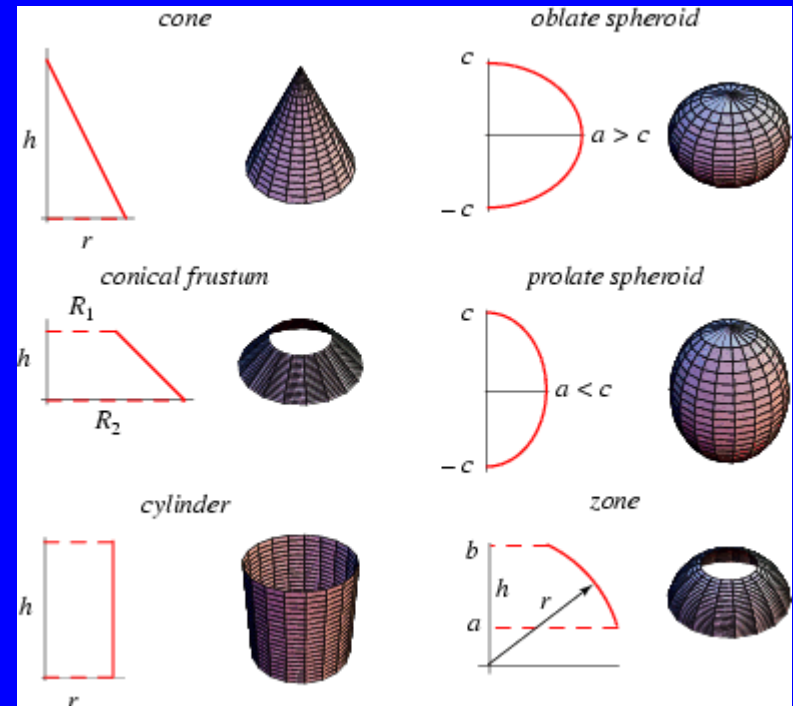 cone
h
r
oblate spheroid
c
a > c
−c
conical frustum
R1
h
R2
prolate spheroid
c
a < c
−c
cylinder
h
r
zone
b
h
r
a